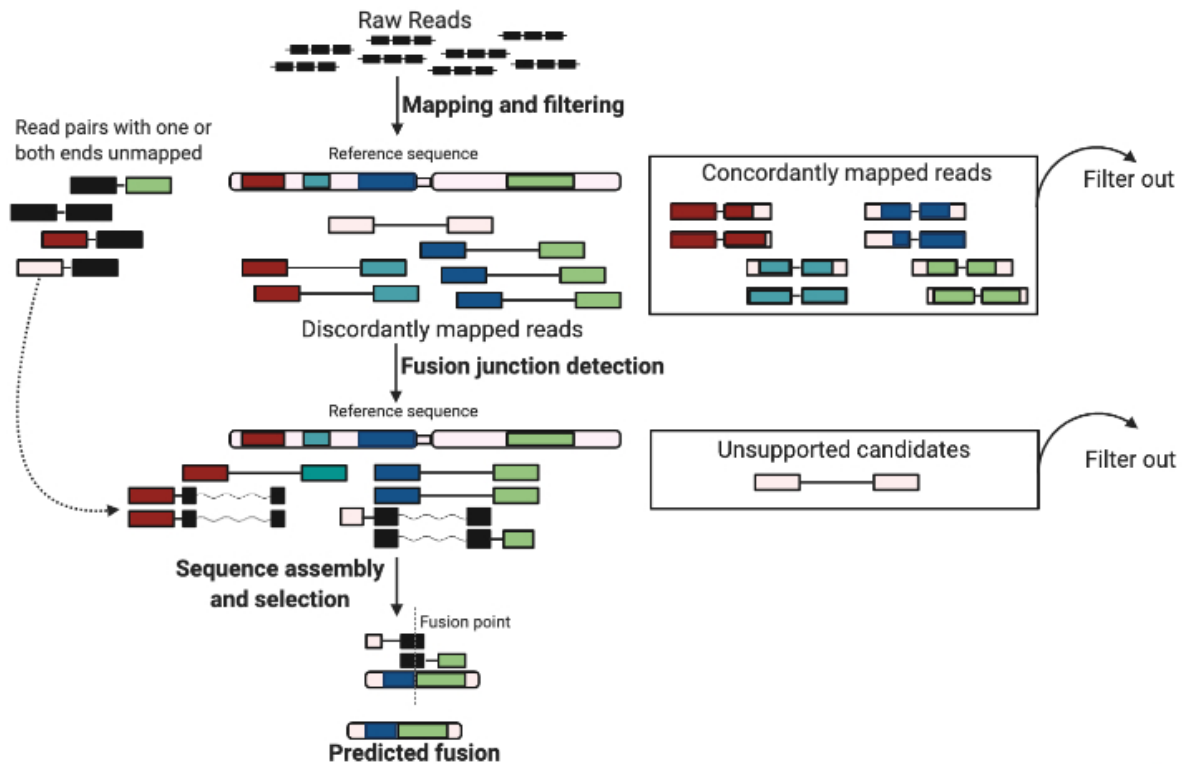 Raw Reads
Mapping and filtering
Read pairs with one or
both ends unmapped
Reference sequence
Concordantly mapped reads
Filter out
Discordantly mapped reads
Fusion junction detection
Reference sequence
Unsupported candidates
Filter out
Sequence assembly
and selection
Fusion point
Predicted fusion